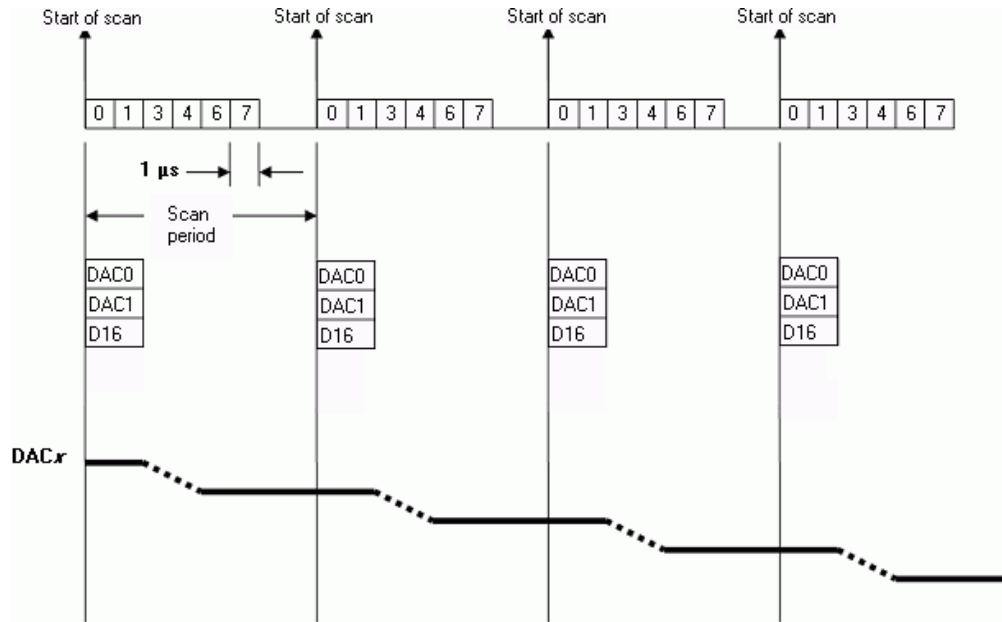 Start of scan Start of scan Start of scan Start of scan
0 1 3 4 6 7 0 1 3 4 6 7 0 1 3 4 6 7 0 1 3 4 6 7
1 µs
Scan
period
DAC0 DAC0 DAC0 DAC0
DAC1 DAC1 DAC1 DAC1
D16 D16 D16 D16
DACx